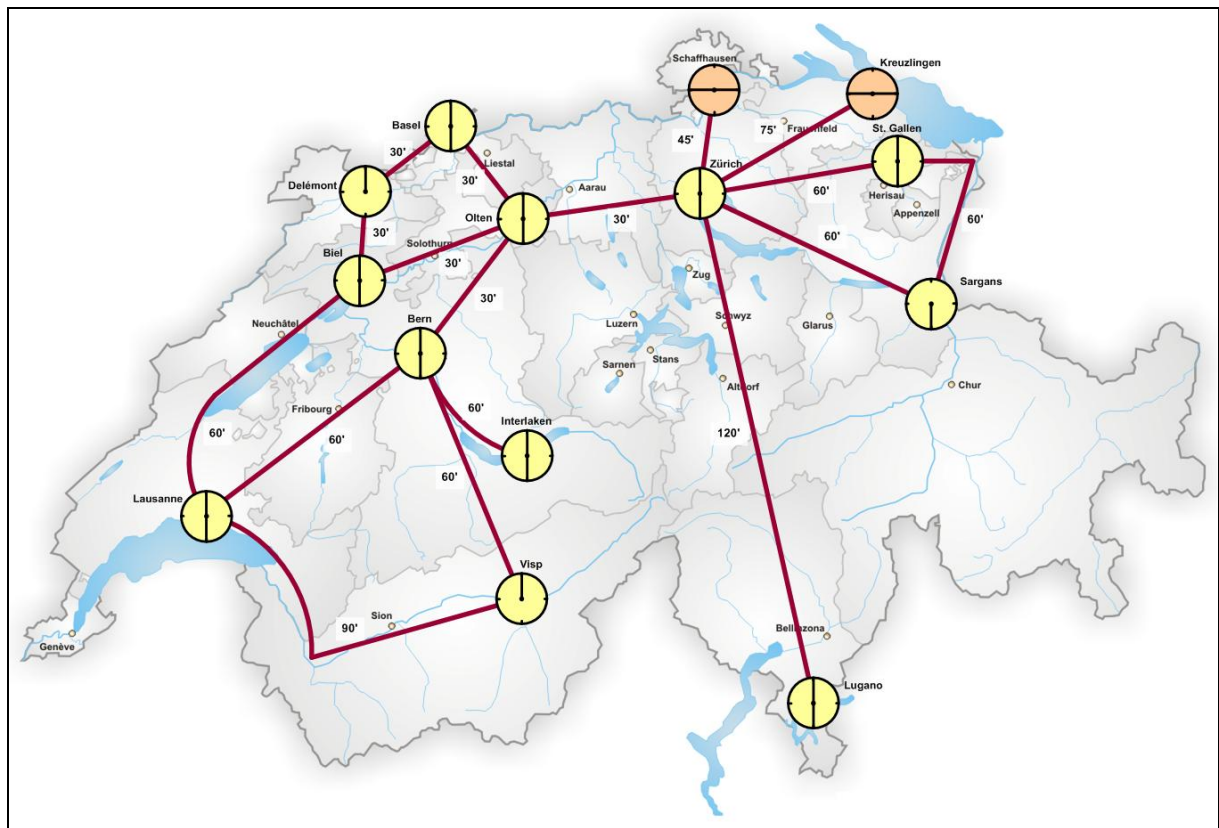 Schaffhausen
Kreuzlingen
Basel
45'
75'
Frauenfeld
St. Gallen
30'
Liestal
Zürich
Delémont
30'
Aarau
60'
Herisau
Appenzell
Olten
30'
60'
60'
30'
Solothurn
Biel
30'
Zug
Sargans
30'
Bern
Neuchâtel
Luzern
Schwyz
Glarus
Stans
Sarnen
Altdorf
Chur
Fribourg
60'
Interlaken
60'
60'
120'
60'
Lausanne
Visp
Sion
90'
Bellinzona
Genève
Lugano